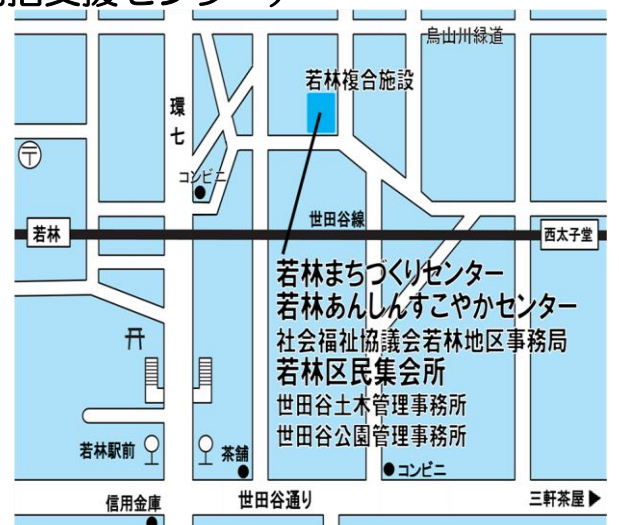 烏山川緑道
若林複合施設
環七
〒
コンビニ
世田谷線
若林
西太子堂
若林まちづくりセンター
若林あんしんすこやかセンター
社会福祉協議会若林地区事務局
若林区民集会所
世田谷土木管理事務所
世田谷公園管理事務所
若林駅前
茶舗
コンビニ
信用金庫
世田谷通り
三軒茶屋▶